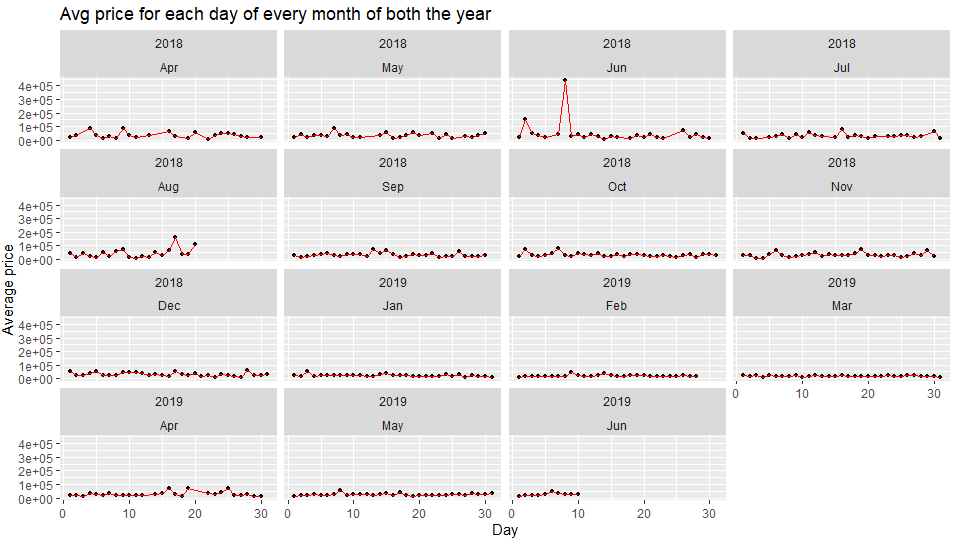 Avg price for each day of every month of both the year
2018 2018 2018 2018
Apr May Jun Jul
4e+05
3e+05
2e+05
1e+05
0e+00
2018 2018 2018 2018
Aug Sep Oct Nov
4e+05
3e+05
2e+05
1e+05
0e+00
Average price
2018 2019 2019 2019
Dec Jan Feb Mar
4e+05
3e+05
2e+05
1e+05
0e+00
0 10 20 30
2019 2019 2019
Apr May Jun
4e+05
3e+05
2e+05
1e+05
0e+00
0 10 20 30 0 10 20 30 0 10 20 30
Day